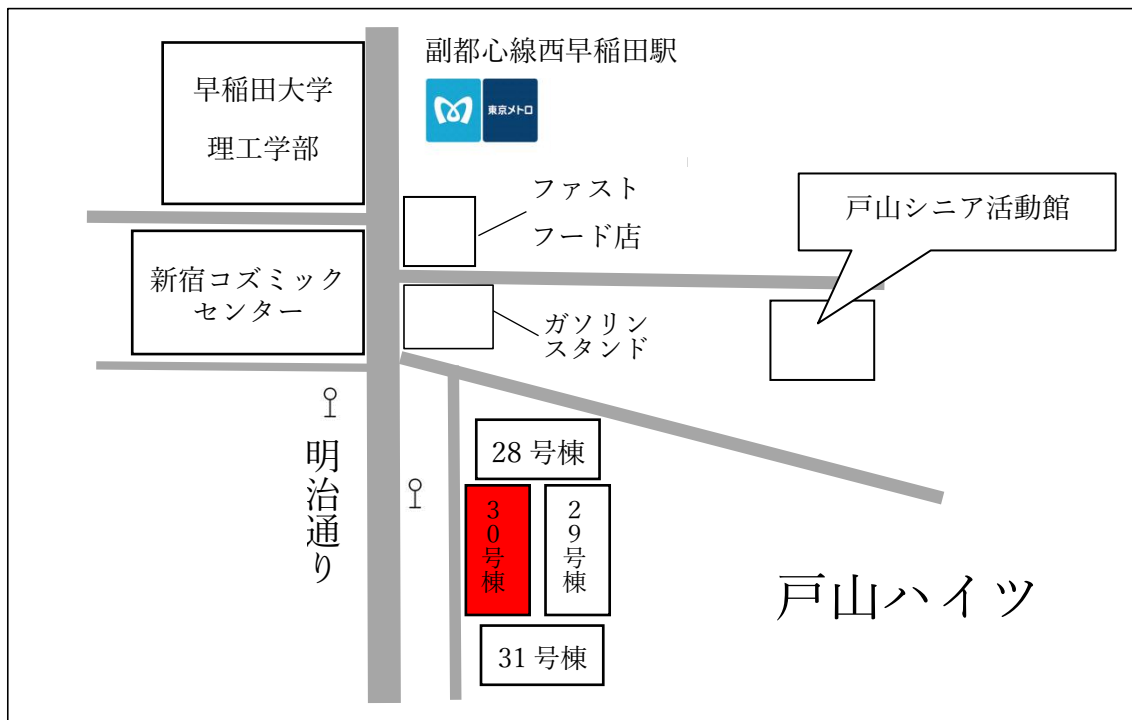 副都心線西早稲田駅
早稲田大学
理工学部
東京メトロ
ファスト
フード店
戸山シニア活動館
新宿コズミック
センター
ガソリン
スタンド
明治通り
28 号棟
30号棟
29号棟
31 号棟
戸山ハイツ